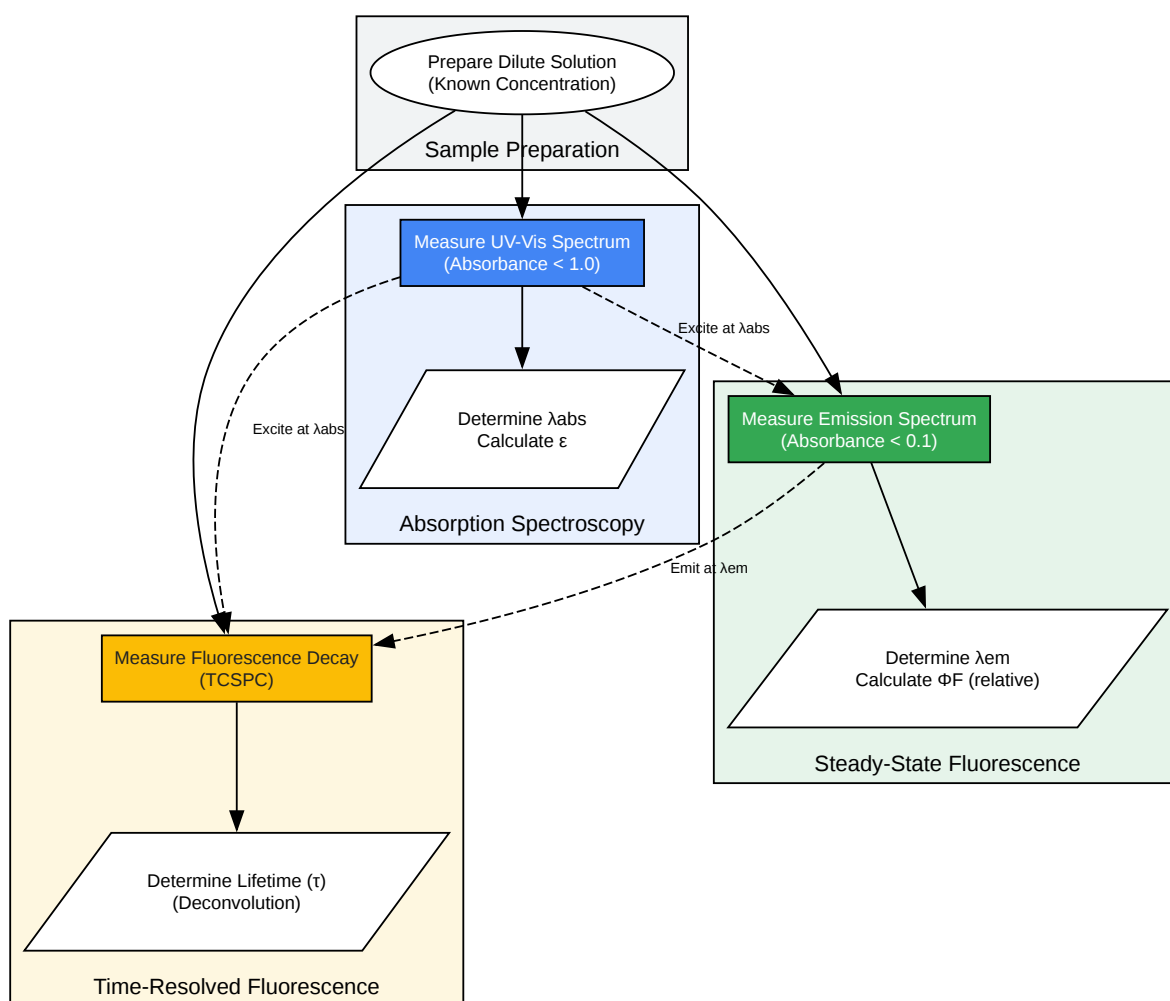 Prepare Dilute Solution
(Known Concentration)
Sample Preparation
Measure UV-Vis Spectrum
(Absorbance < 1.0)
Excite at λabs
Excite at λabs
Determine λabs
Calculate ε
Absorption Spectroscopy
Measure Emission Spectrum
(Absorbance < 0.1)
Emit at λem
Determine λem
Calculate ΦF (relative)
Steady-State Fluorescence
Measure Fluorescence Decay
(TCSPC)
Determine Lifetime (τ)
(Deconvolution)
Time-Resolved Fluorescence